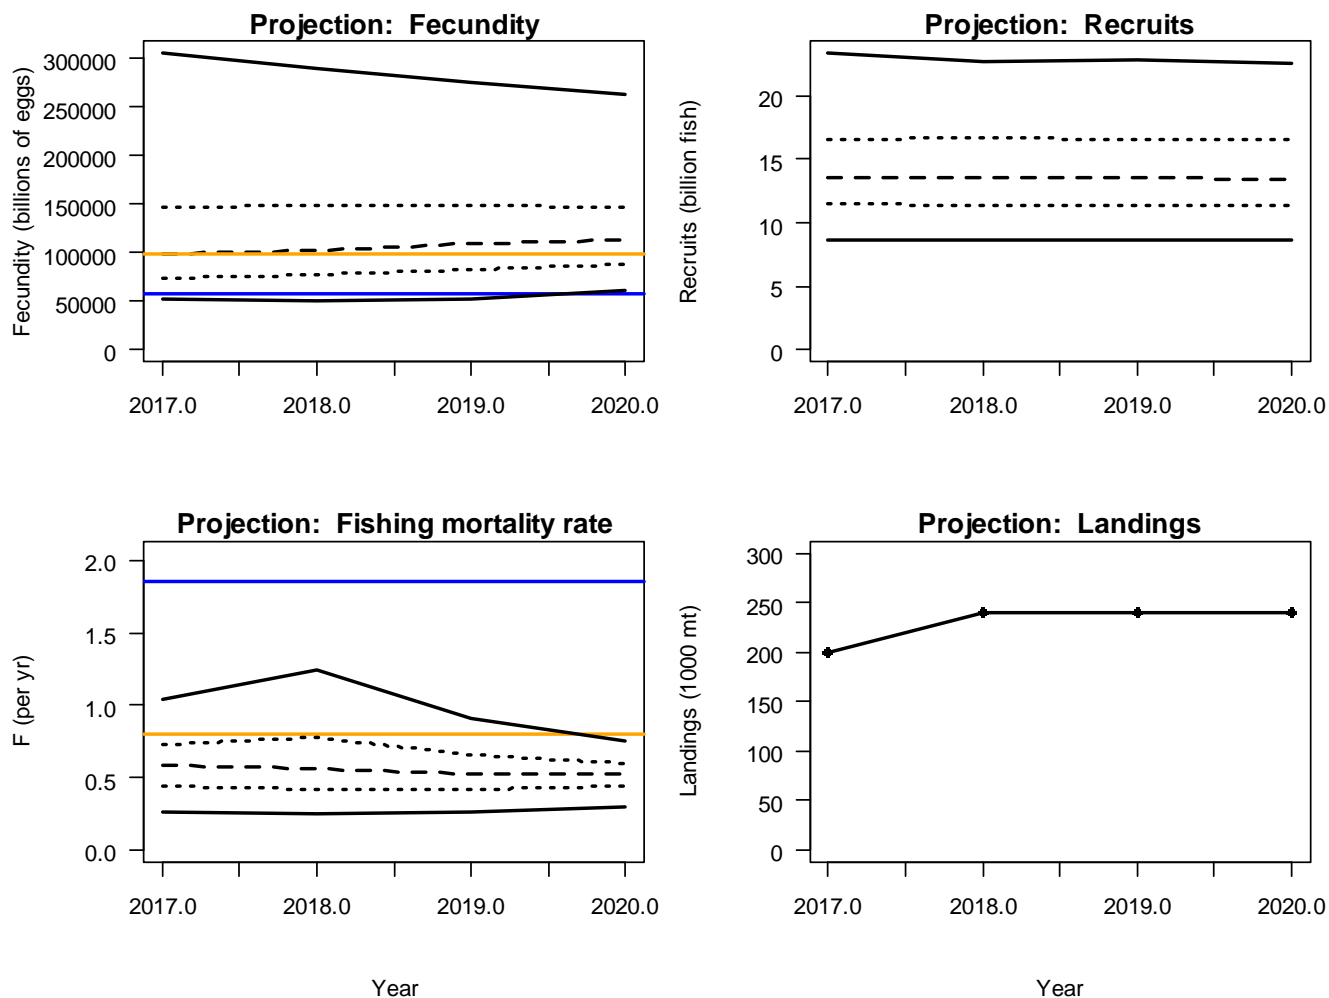 Projection: Fecundity
Fecundity (billions of eggs)
300000
250000
200000
150000
100000
50000
0
2017.0 2018.0 2019.0 2020.0
Projection: Recruits
Recruits (billion fish)
20
15
10
5
0
2017.0 2018.0 2019.0 2020.0
Projection: Fishing mortality rate
F (per yr)
2.0
1.5
1.0
0.5
0.0
2017.0 2018.0 2019.0 2020.0
Year
Projection: Landings
Landings (1000 mt)
300
250
200
150
100
50
0
2017.0 2018.0 2019.0 2020.0
Year